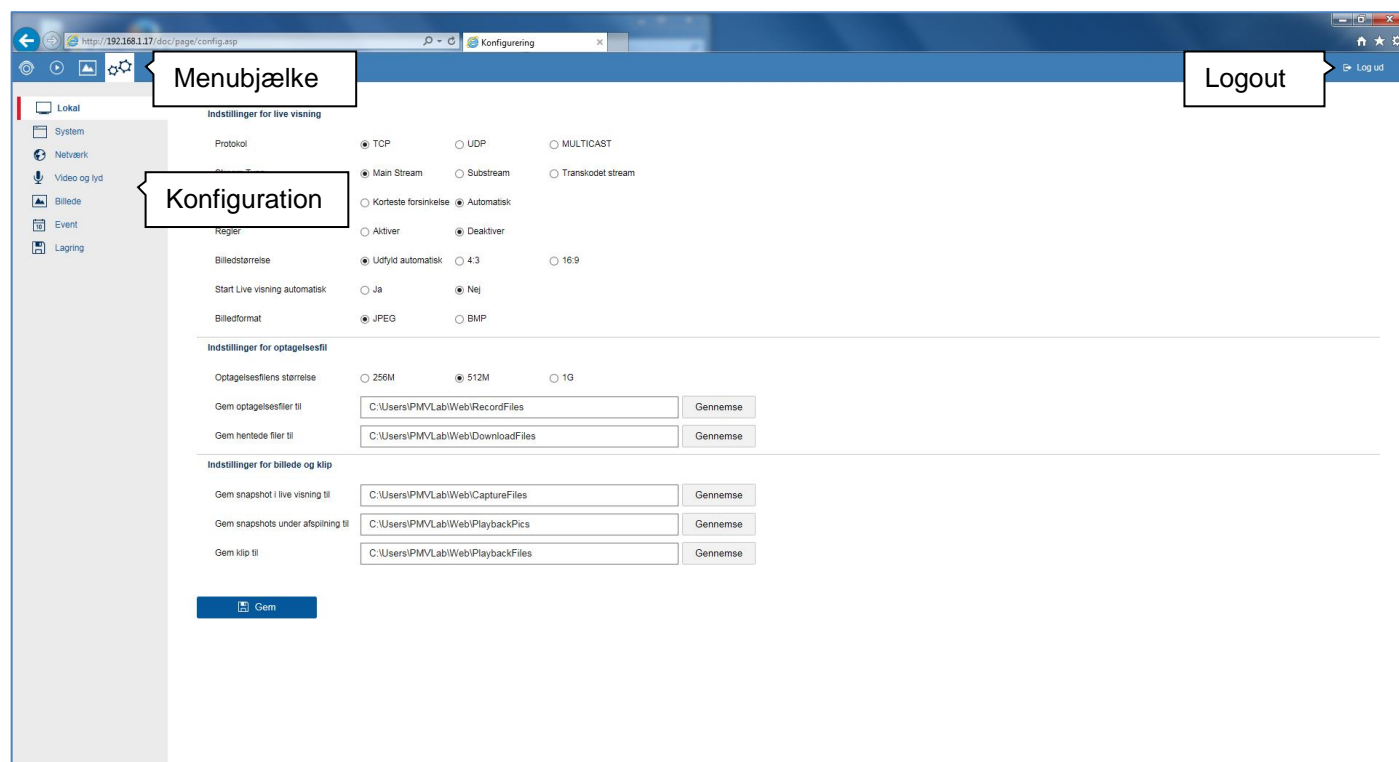 http://192.168.1.17/doc/page/config.asp
Konfigurering
Menubjælke
Logout
Log ud
Lokal
System
Netværk
Video og lyd
Billede
Event
Lagring
Konfiguration
Indstillinger for live visning
Protokol TCP UDP MULTICAST
Main Stream Substream Transkodet stream
Korteste forsinkelse Automatisk
Regler Aktiver Deaktiver
Billedstørrelse Udfyld automatisk 4:3 16:9
Start Live visning automatisk Ja Nej
Billedformat JPEG BMP
Indstillinger for optagelsesfil
Optagelsesfilens størrelse 256M 512M 1G
Gem optagelsesfiler til C:\Users\PMVLab\Web\RecordFiles Gennemse
Gem hentede filer til C:\Users\PMVLab\Web\DownloadFiles Gennemse
Indstillinger for billede og klip
Gem snapshot i live visning til C:\Users\PMVLab\Web\CaptureFiles Gennemse
Gem snapshots under afspilning til C:\Users\PMVLab\Web\PlaybackPics Gennemse
Gem klip til C:\Users\PMVLab\Web\PlaybackFiles Gennemse
Gem